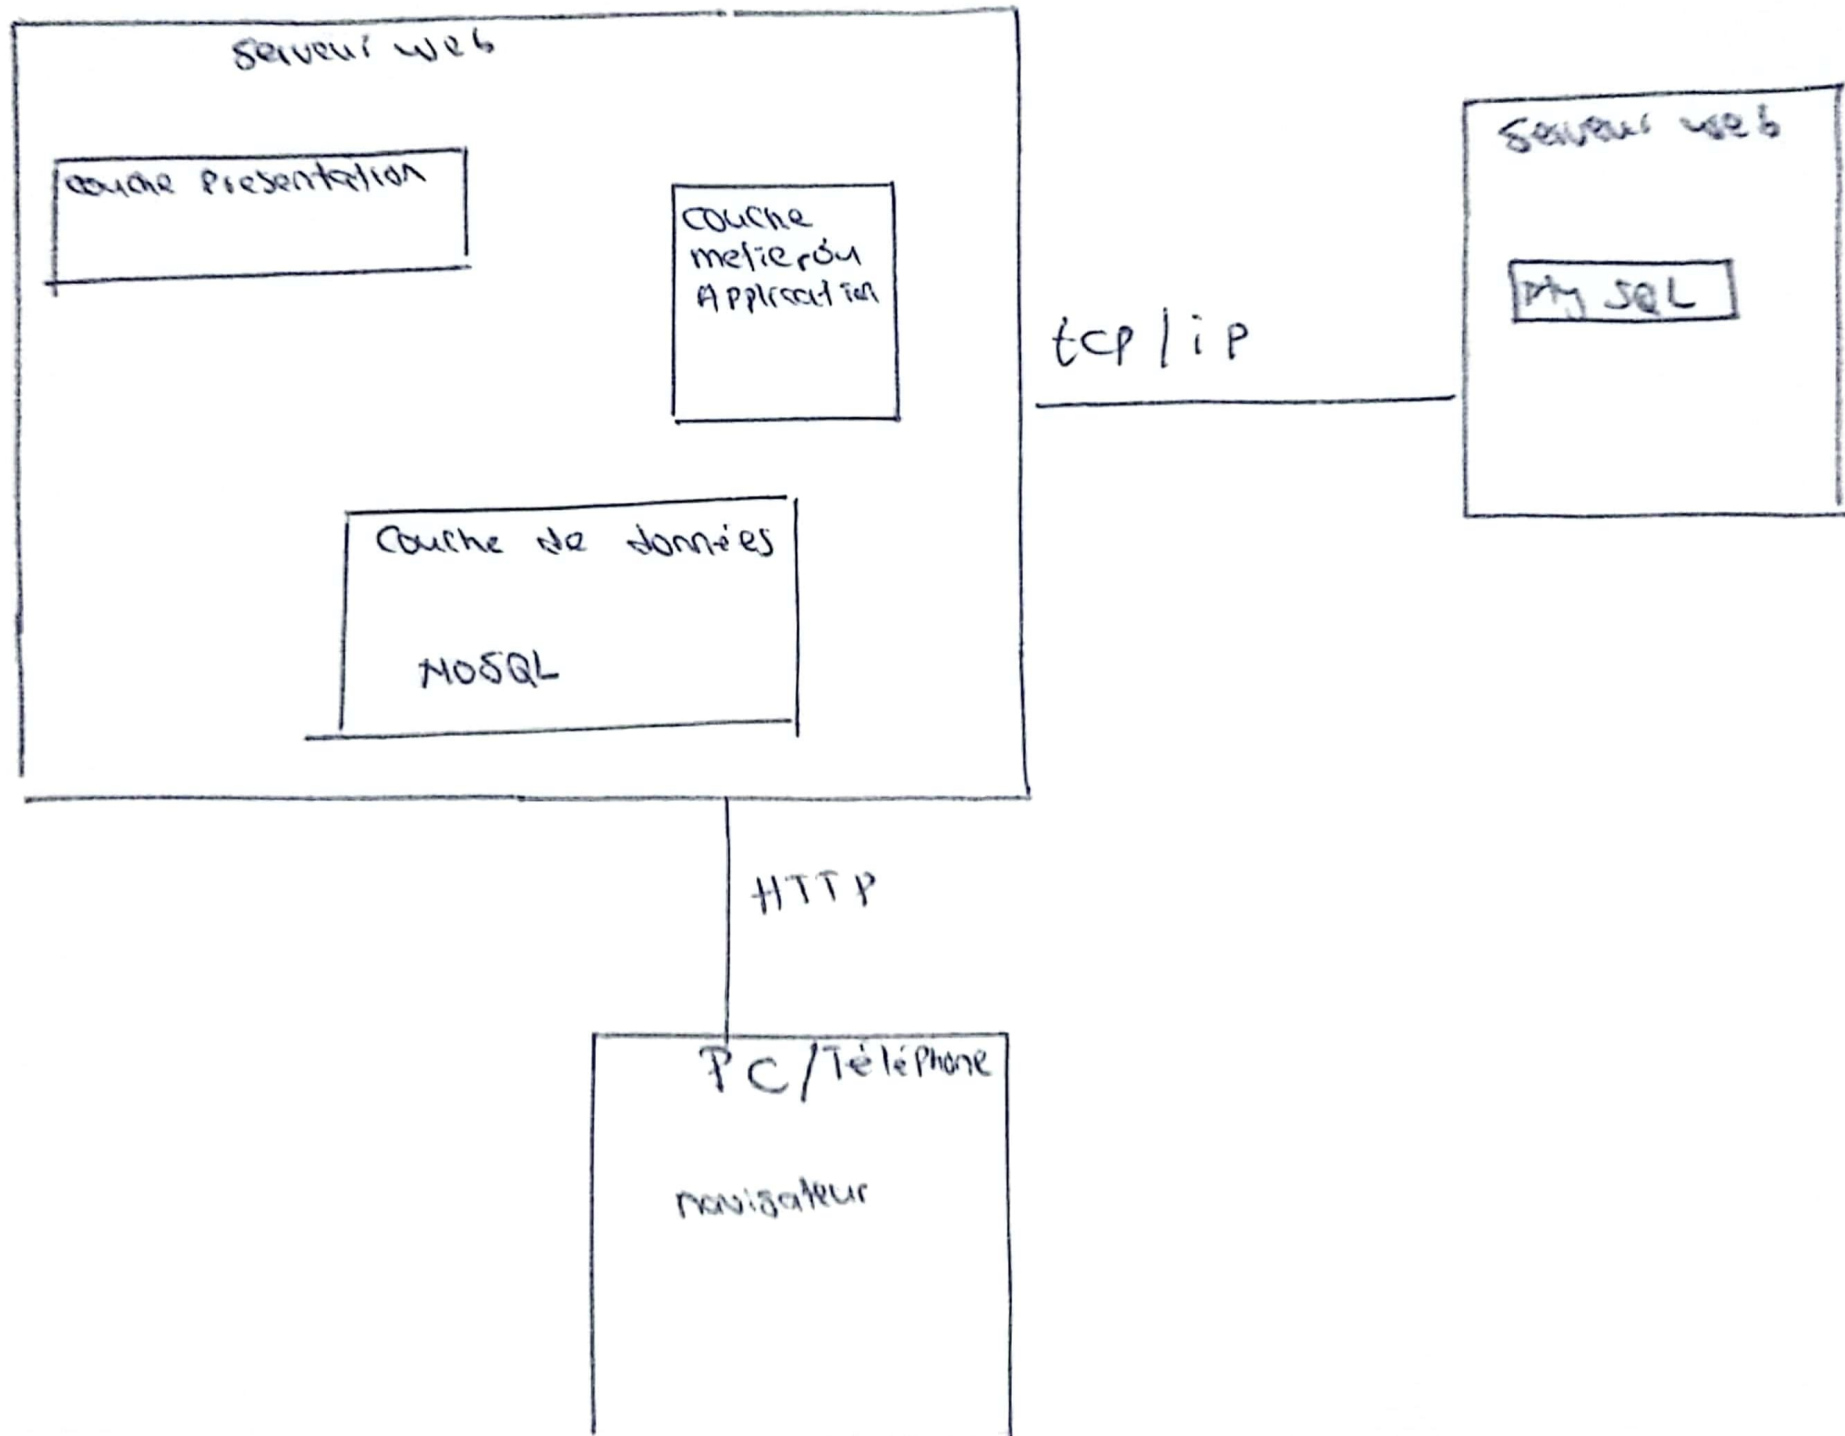 Serveur web
couche Presentation
couche
metier ou
Application
couche de données
NOSQL
tcp/ip
Serveur web
My SQL
HTTP
PC/Téléphone
navigateur